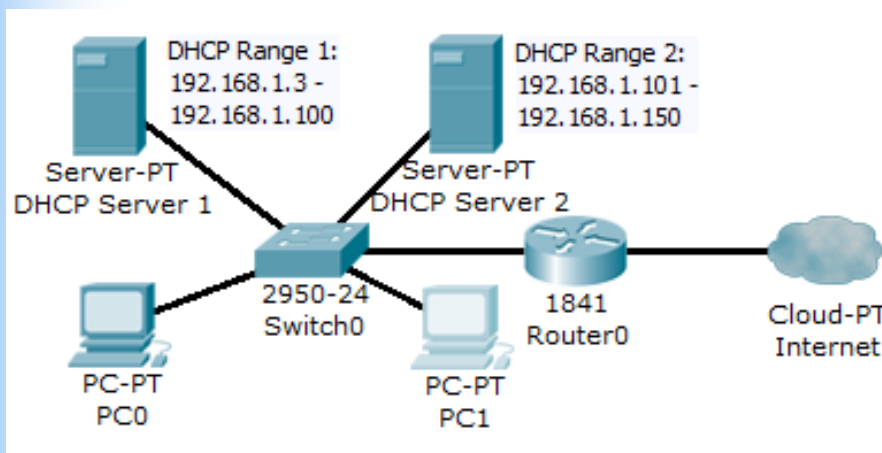 DHCP Range 1:
192.168.1.3 -
192.168.1.100
DHCP Range 2:
192.168.1.101 -
192.168.1.150
Server-PT
DHCP Server 1
Server-PT
DHCP Server 2
2950-24
Switch0
1841
Router0
Cloud-PT
Internet
PC-PT
PC0
PC-PT
PC1